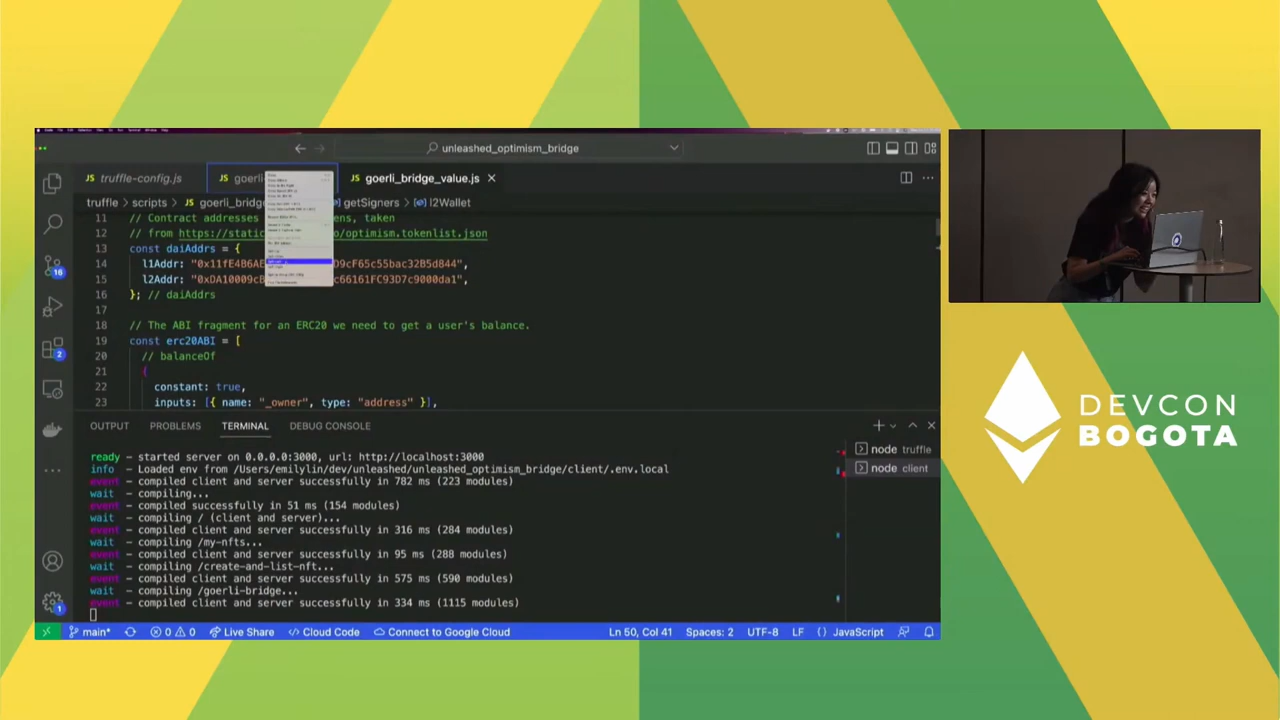 unleashed_optimism_bridge
JS truffle-config.js
JS goerli
JS goerli_bridge_value.js
truffle > scripts > goerli_bridge
getSigners > l2Wallet
11 // Contract addresses
ens, taken
12 // from https://static
o/optimism.tokenlist.json
13 const daiAddrs = {
14 l1Addr: "0x11fE4B6AE
D9cF65c55bac32B5d844",
15 l2Addr: "0xDA10009cB
c66161FC93D7c9000da1",
16 }; // daiAddrs
17
18 // The ABI fragment for an ERC20 we need to get a user's balance.
19 const erc20ABI = [
20 // balanceOf
21 {
22 constant: true,
23 inputs: [{ name: "_owner", type: "address" }],
OUTPUT PROBLEMS TERMINAL DEBUG CONSOLE
ready - started server on 0.0.0.0:3000, url: http://localhost:3000
info - Loaded env from /Users/emilylin/dev/unleashed/unleashed_optimism_bridge/client/.env.local
event - compiled client and server successfully in 782 ms (223 modules)
wait - compiling...
event - compiled successfully in 51 ms (154 modules)
wait - compiling / (client and server)...
event - compiled client and server successfully in 316 ms (284 modules)
wait - compiling /my-nfts...
event - compiled client and server successfully in 95 ms (288 modules)
wait - compiling /create-and-list-nft...
event - compiled client and server successfully in 575 ms (590 modules)
wait - compiling /goerli-bridge...
event - compiled client and server successfully in 334 ms (1115 modules)
node truffle
node client
16
2
1
main* 0 0 Live Share Cloud Code Connect to Google Cloud
Ln 50, Col 41 Spaces: 2 UTF-8 LF {} JavaScript
DEVCON
BOGOTA